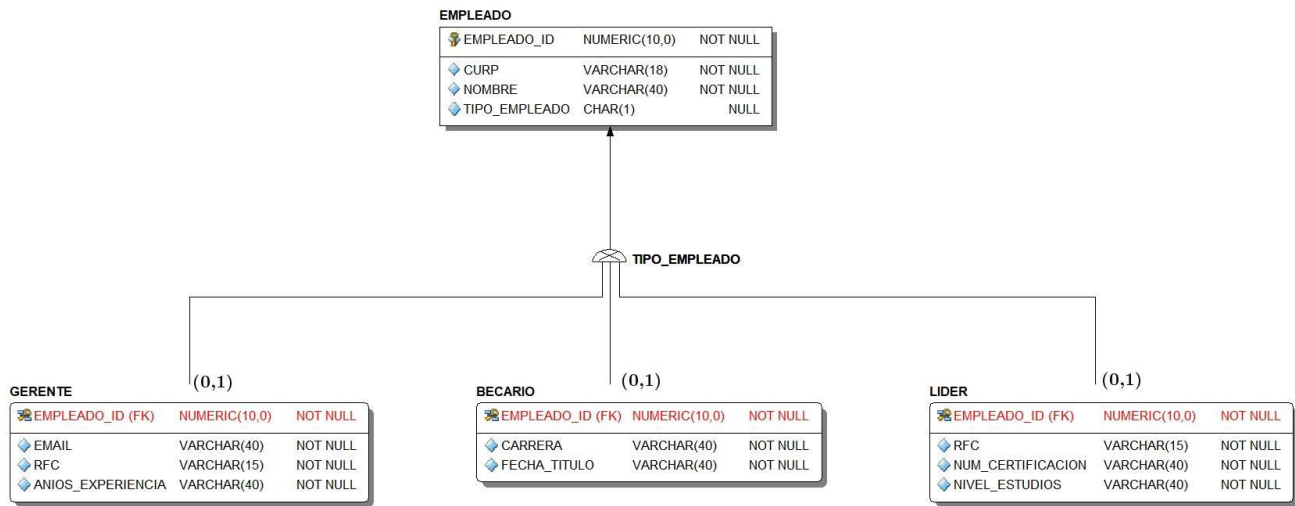 EMPLEADO
EMPLEADO_ID NUMERIC(10,0) NOT NULL
CURP VARCHAR(18) NOT NULL
NOMBRE VARCHAR(40) NOT NULL
TIPO_EMPLEADO CHAR(1) NULL
TIPO_EMPLEADO
(0,1)
(0,1)
(0,1)
GERENTE
EMPLEADO_ID (FK) NUMERIC(10,0) NOT NULL
EMAIL VARCHAR(40) NOT NULL
RFC VARCHAR(15) NOT NULL
ANIOS_EXPERIENCIA VARCHAR(40) NOT NULL
BECARIO
EMPLEADO_ID (FK) NUMERIC(10,0) NOT NULL
CARRERA VARCHAR(40) NOT NULL
FECHA_TITULO VARCHAR(40) NOT NULL
LIDER
EMPLEADO_ID (FK) NUMERIC(10,0) NOT NULL
RFC VARCHAR(15) NOT NULL
NUM_CERTIFICACION VARCHAR(40) NOT NULL
NIVEL_ESTUDIOS VARCHAR(40) NOT NULL